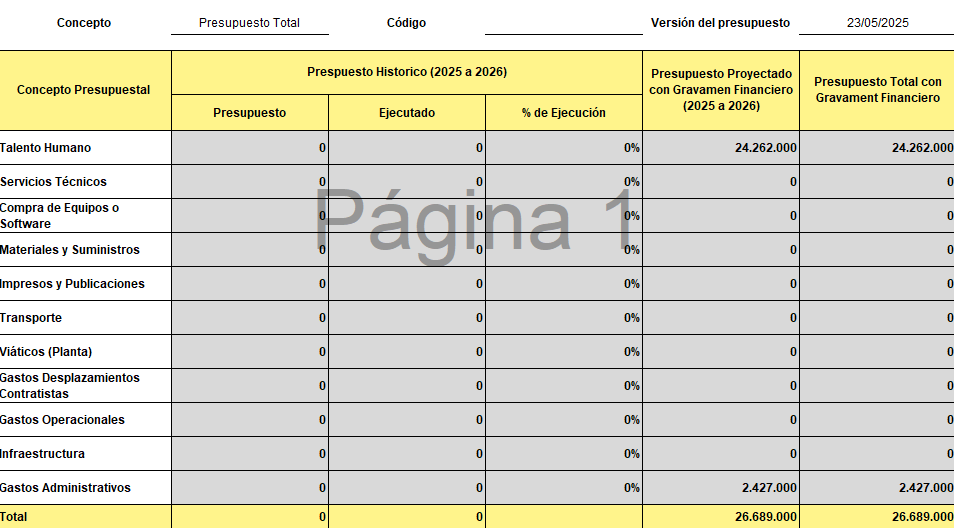 Concepto Presupuesto Total Código Versión del presupuesto 23/05/2025
Concepto Presupuestal
Prespuesto Historico (2025 a 2026)
Presupuesto Ejecutado % de Ejecución
Presupuesto Proyectado
con Gravamen Financiero
(2025 a 2026)
Presupuesto Total con
Gravament Financiero
Talento Humano 0 0 0% 24.262.000 24.262.000
Servicios Técnicos 0 0 0% 0 0
Compra de Equipos o
Software 0 0 0% 0 0
Materiales y Suministros 0 0 0% 0 0
Impresos y Publicaciones 0 0 0% 0 0
Transporte 0 0 0% 0 0
Viáticos (Planta) 0 0 0% 0 0
Gastos Desplazamientos
Contratistas 0 0 0% 0 0
Gastos Operacionales 0 0 0% 0 0
Infraestructura 0 0 0% 0 0
Gastos Administrativos 0 0 0% 2.427.000 2.427.000
Total 0 0 26.689.000 26.689.000
Página 1